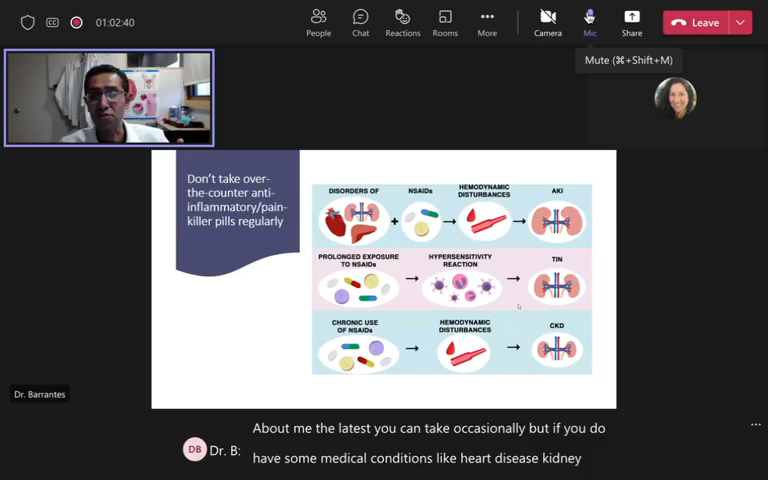 CC
01:02:40
People
Chat
Reactions
Rooms
More
Camera
Mic
Share
Leave
Mute (⌘+Shift+M)
Don't take over-
the-counter anti-
inflammatory/pain-
killer pills regularly
DISORDERS OF
NSAIDs
HEMODYNAMIC
DISTURBANCES
AKI
+
PROLONGED EXPOSURE
TO NSAIDs
HYPERSENSITIVITY
REACTION
TIN
CHRONIC USE
OF NSAIDs
HEMODYNAMIC
DISTURBANCES
CKD
Dr. Barrantes
DB
Dr. B:
About me the latest you can take occasionally but if you do
have some medical conditions like heart disease kidney